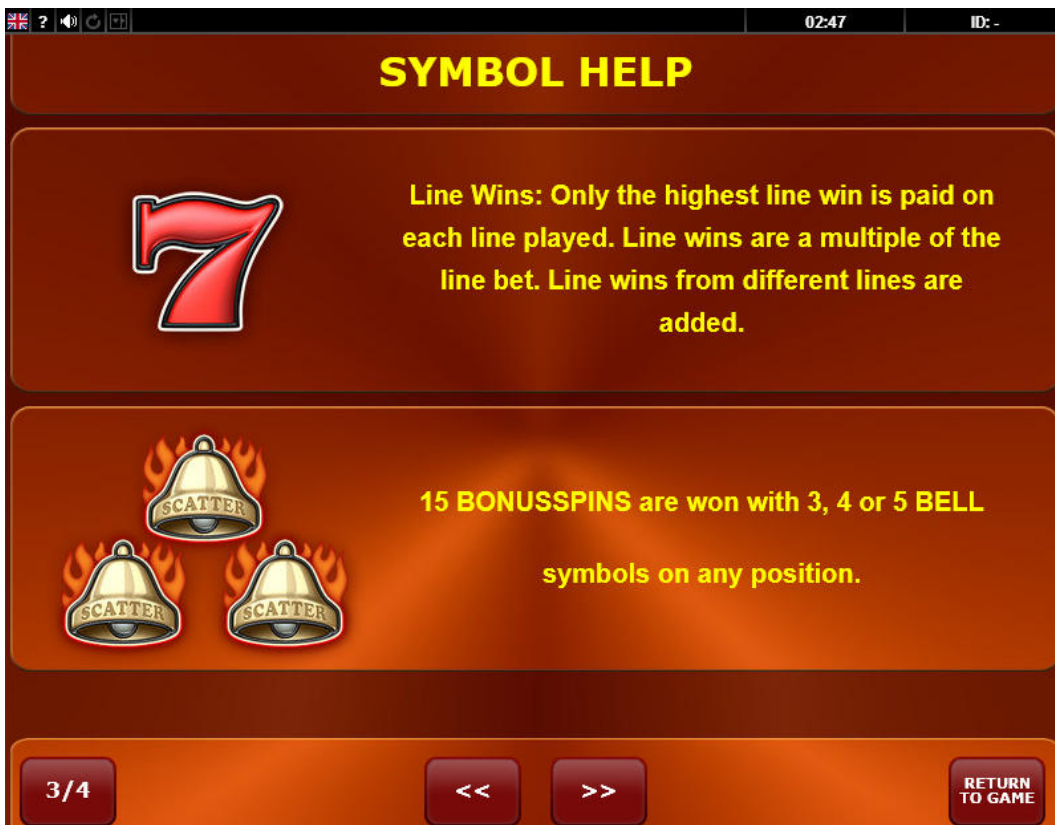 ? 02:47 ID: -
SYMBOL HELP
7
Line Wins: Only the highest line win is paid on
each line played. Line wins are a multiple of the
line bet. Line wins from different lines are
added.
SCATTER
SCATTER SCATTER
15 BONUSSPINS are won with 3, 4 or 5 BELL
symbols on any position.
3/4 << >> RETURN
TO GAME